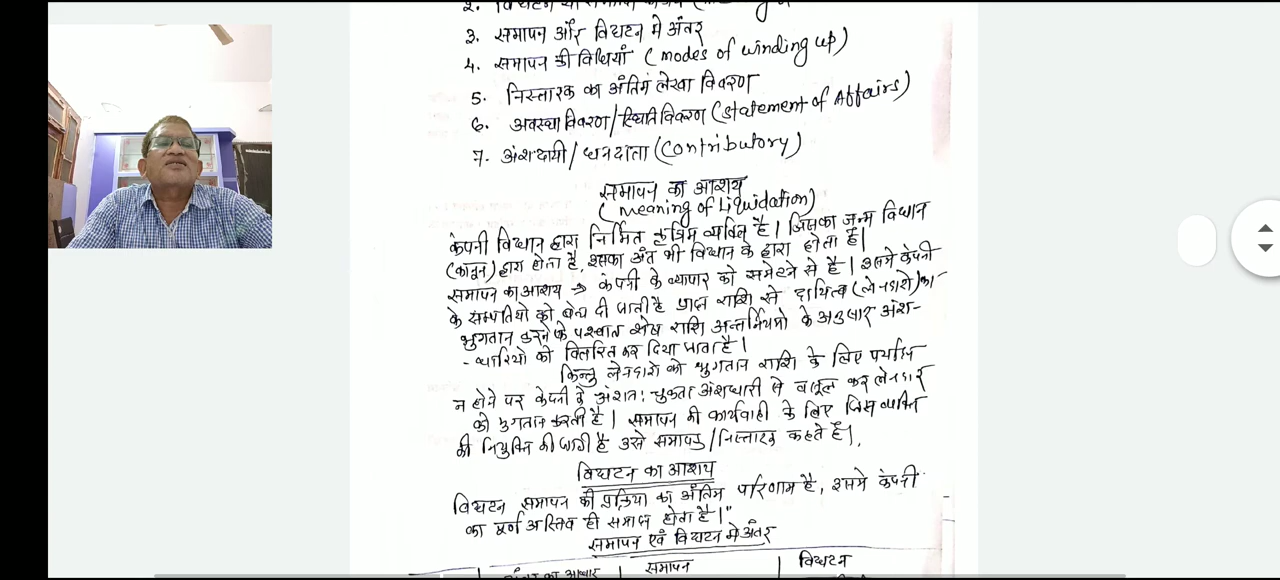 2. विघटन
3. समापन और विघटन मे अंतर
4. समापन की विधियां (modes of winding up)
5. निस्तारक का अंतिम लेखा विवरण
6. अवस्था विवरण/स्थिति विवरण (Statement of Affairs)
7. अंशदायी/धनदाता (Contributory)
समापन का आशय
(meaning of Liquidation)
कंपनी विधान द्वारा निर्मित कृत्रिम व्यक्ति है। जिसका जन्म विधान
(कानून) द्वारा होता है, इसका अंत भी विधान के द्वारा होता है।
समापन का आशय → कंपनी के व्यापार को समेटने से है। इसमे कंपनी
के सम्पतियो को बेच दी जाती है प्राप्त राशि से दायित्व (लेनदारो) का
भुगतान करने के पश्चात शेष राशि अन्तर्नियमो के अनुसार अंश-
-धारियो को वितरित कर दिया जाता है।
किन्तु लेनदारो को भुगतान राशि के लिए पर्याप्त
न होने पर कंपनी अंशतः चुकता अंशधारी से वसूल कर लेनदार
को भुगतान करती है। समापन की कार्यवाही के लिए जिस व्यक्ति
की नियुक्ति की जाती है उसे समापक/निस्तारक कहते हैं।
विघटन का आशय
विघटन समापन की प्रक्रिया का अंतिम परिणाम है, इसमे कंपनी
का पूर्ण अस्तित्व ही समाप्त होता है।"
समापन एवं विघटन मे अंतर
का आधार समापन विघटन